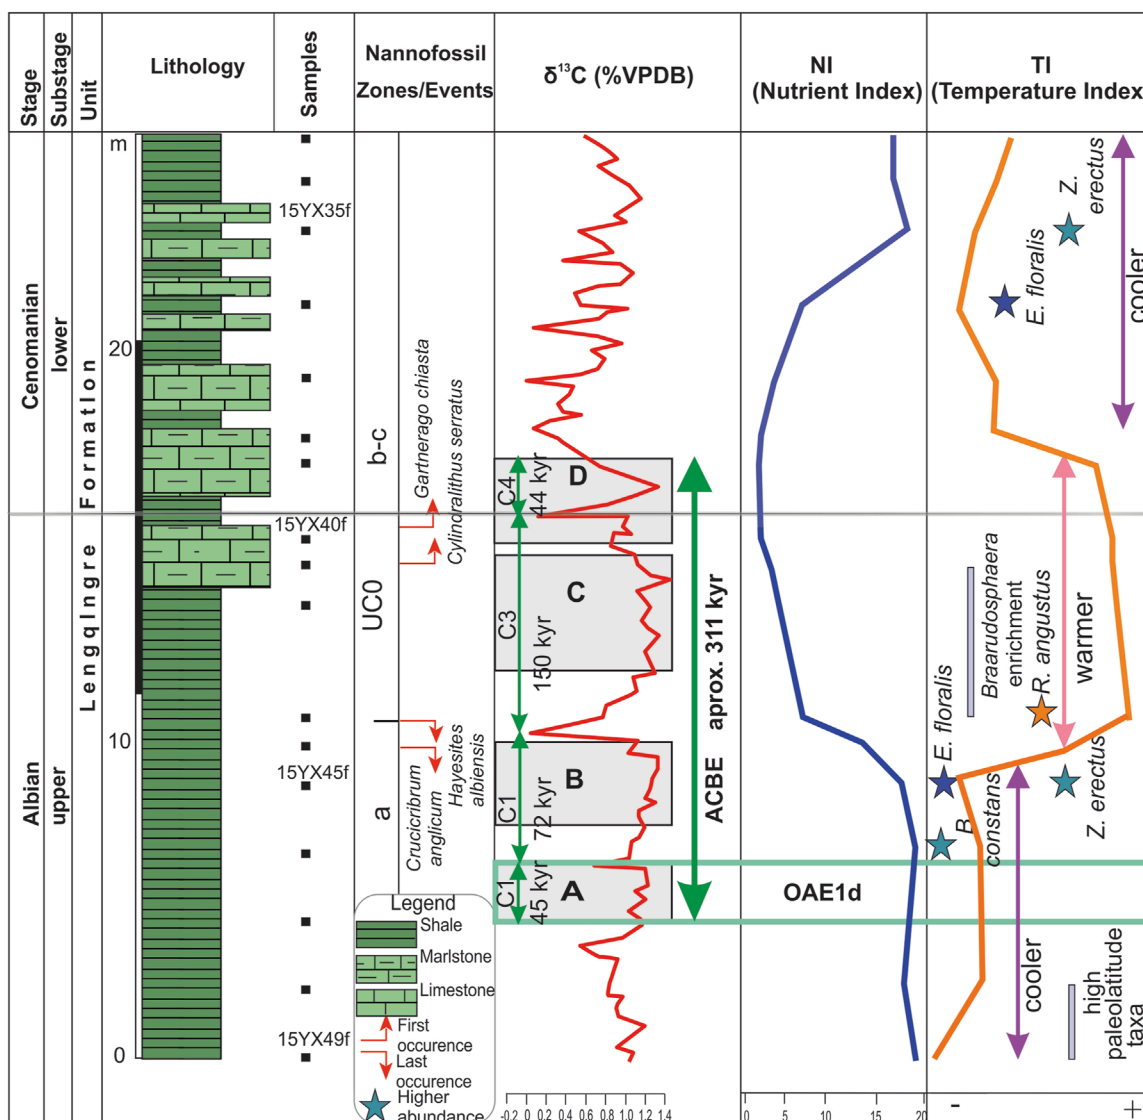 Stage
Substage
Unit
Lithology
Samples
Nannofossil
Zones/Events
δ¹³C (%VPDB)
NI
(Nutrient Index)
TI
(Temperature Index
m
20
10
0
Cenomanian
lower
Albian
upper
Lengqingre Formation
15YX35f
15YX40f
15YX45f
15YX49f
b-c
UC0
a
Gartnerago chiasta
Cylindralithus serratus
Crucicribrum
anglicum
Hayesites
albiensis
D
C4
44 kyr
C
C3
150 kyr
B
C1
72 kyr
A
C1
45 kyr
ACBE aprox. 311 kyr
OAE1d
Z.
erectus
E. floralis
cooler
Braarudosphaera
enrichment
R. angustus
warmer
E. floralis
B.
constans
Z. erectus
cooler
high
paleolatitude
taxa
Legend
Shale
Marlstone
Limestone
First
occurence
Last
occurence
Higher
abundance
-0.2 0 0.2 0.4 0.6 0.8 1.0 1.2 1.4
0 5 10 15 20
- +